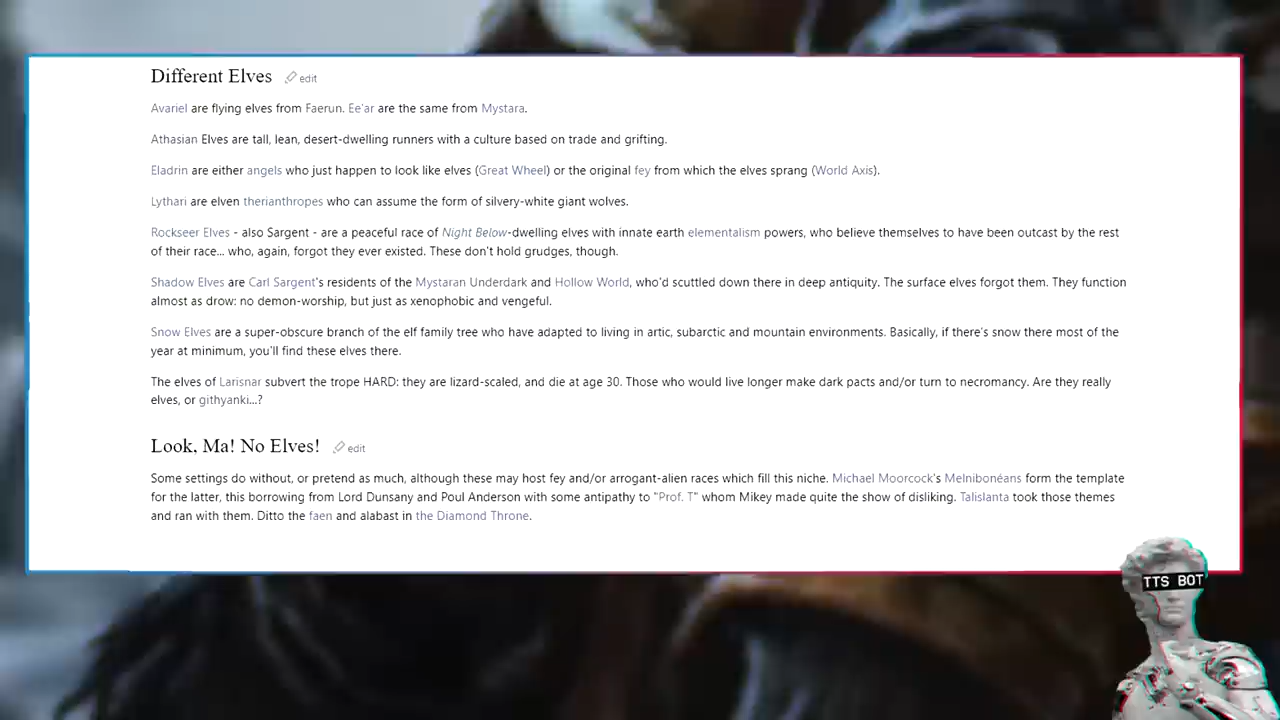 Different Elves edit
Avariel are flying elves from Faerun. Ee'ar are the same from Mystara.
Athasian Elves are tall, lean, desert-dwelling runners with a culture based on trade and grifting.
Eladrin are either angels who just happen to look like elves (Great Wheel) or the original fey from which the elves sprang (World Axis).
Lythari are elven therianthropes who can assume the form of silvery-white giant wolves.
Rockseer Elves - also Sargent - are a peaceful race of Night Below-dwelling elves with innate earth elementalism powers, who believe themselves to have been outcast by the rest
of their race... who, again, forgot they ever existed. These don't hold grudges, though.
Shadow Elves are Carl Sargent's residents of the Mystaran Underdark and Hollow World, who'd scuttled down there in deep antiquity. The surface elves forgot them. They function
almost as drow: no demon-worship, but just as xenophobic and vengeful.
Snow Elves are a super-obscure branch of the elf family tree who have adapted to living in artic, subarctic and mountain environments. Basically, if there's snow there most of the
year at minimum, you'll find these elves there.
The elves of Larisnar subvert the trope HARD: they are lizard-scaled, and die at age 30. Those who would live longer make dark pacts and/or turn to necromancy. Are they really
elves, or githyanki...?
Look, Ma! No Elves! edit
Some settings do without, or pretend as much, although these may host fey and/or arrogant-alien races which fill this niche. Michael Moorcock's Melnibonéans form the template
for the latter, this borrowing from Lord Dunsany and Poul Anderson with some antipathy to "Prof. T" whom Mikey made quite the show of disliking. Talislanta took those themes
and ran with them. Ditto the faen and alabast in the Diamond Throne.
TTS BOT